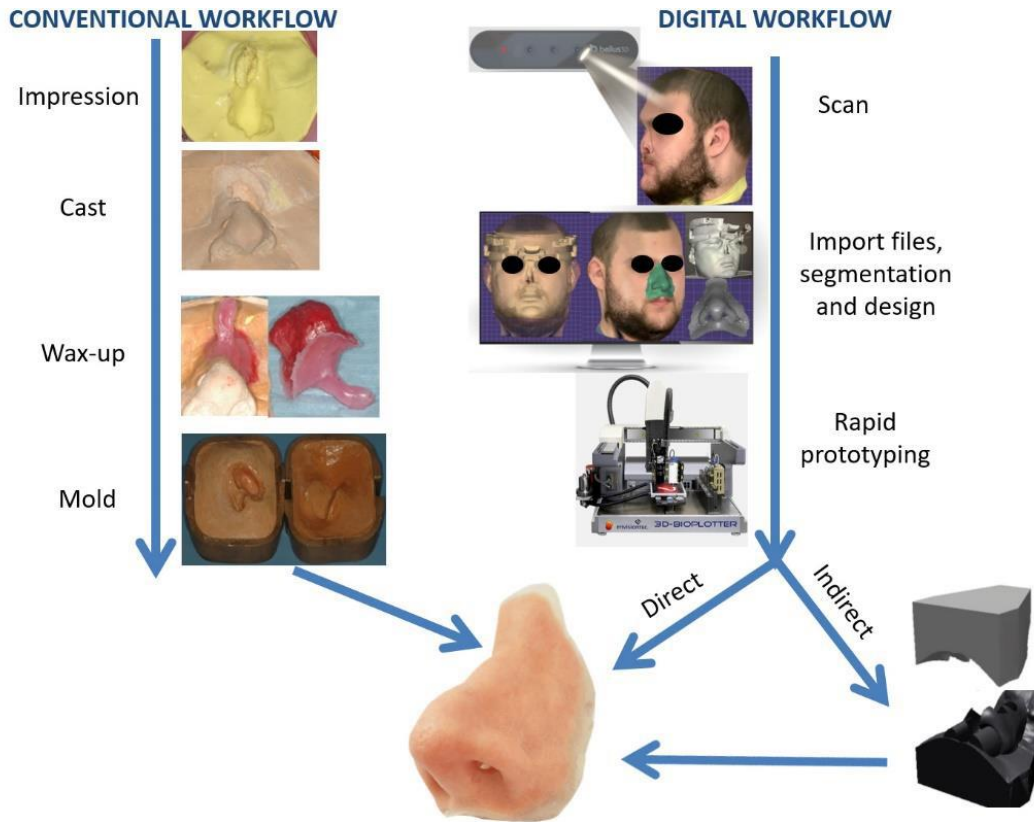 CONVENTIONAL WORKFLOW
Impression
Cast
Wax-up
Mold
DIGITAL WORKFLOW
Scan
Import files,
segmentation
and design
Rapid
prototyping
3D-BIOPLOTTER
Direct
Indirect